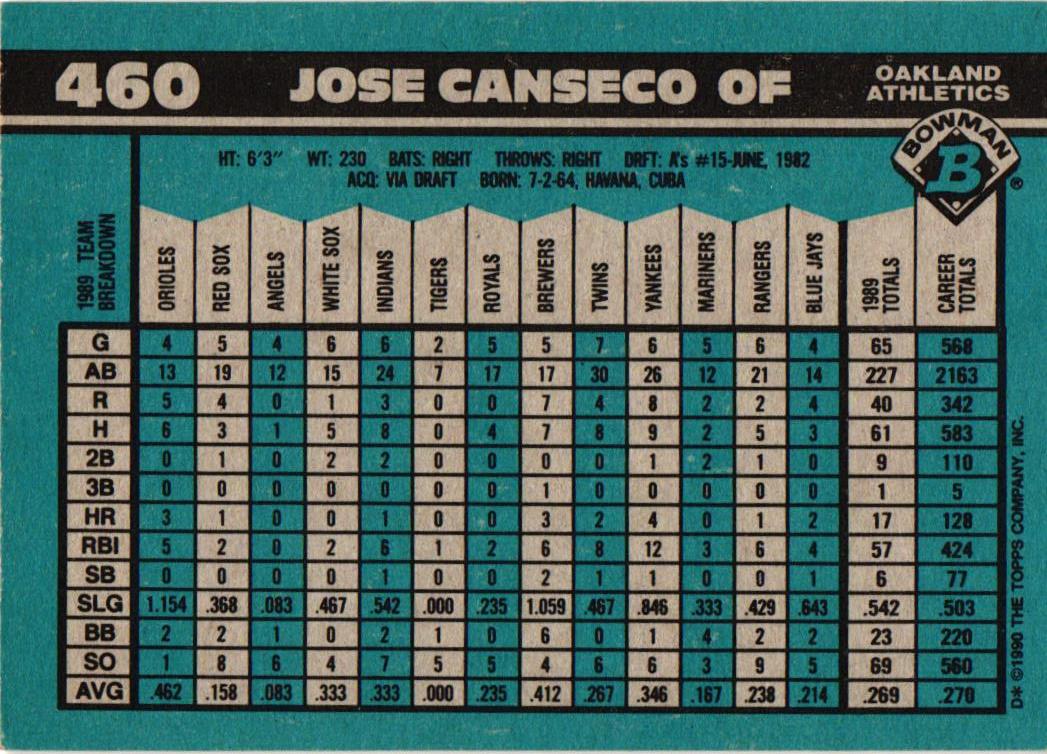 460 JOSE CANSECO OF OAKLAND ATHLETICS
BOWMAN B ®
HT: 6'3" WT: 230 BATS: RIGHT THROWS: RIGHT DRFT: A's #15-JUNE, 1982
ACQ: VIA DRAFT BORN: 7-2-64, HAVANA, CUBA
1989 TEAM BREAKDOWN ORIOLES RED SOX ANGELS WHITE SOX INDIANS TIGERS ROYALS BREWERS TWINS YANKEES MARINERS RANGERS BLUE JAYS 1989 TOTALS CAREER TOTALS
G 4 5 4 6 6 2 5 5 7 6 5 6 4 65 568
AB 13 19 12 15 24 7 17 17 30 26 12 21 14 227 2163
R 5 4 0 1 3 0 0 7 4 8 2 2 4 40 342
H 6 3 1 5 8 0 4 7 8 9 2 5 3 61 583
2B 0 1 0 2 2 0 0 0 0 1 2 1 0 9 110
3B 0 0 0 0 0 0 0 1 0 0 0 0 0 1 5
HR 3 1 0 0 1 0 0 3 2 4 0 1 2 17 128
RBI 5 2 0 2 6 1 2 6 8 12 3 6 4 57 424
SB 0 0 0 0 1 0 0 2 1 1 0 0 1 6 77
SLG 1.154 .368 .083 .467 .542 .000 .235 1.059 .467 .846 .333 .429 .643 .542 .503
BB 2 2 1 0 2 1 0 6 0 1 4 2 2 23 220
SO 1 8 6 4 7 5 5 4 6 6 3 9 5 69 560
AVG .462 .158 .083 .333 .333 .000 .235 .412 .267 .346 .167 .238 .214 .269 .270
D* ©1990 THE TOPPS COMPANY, INC.